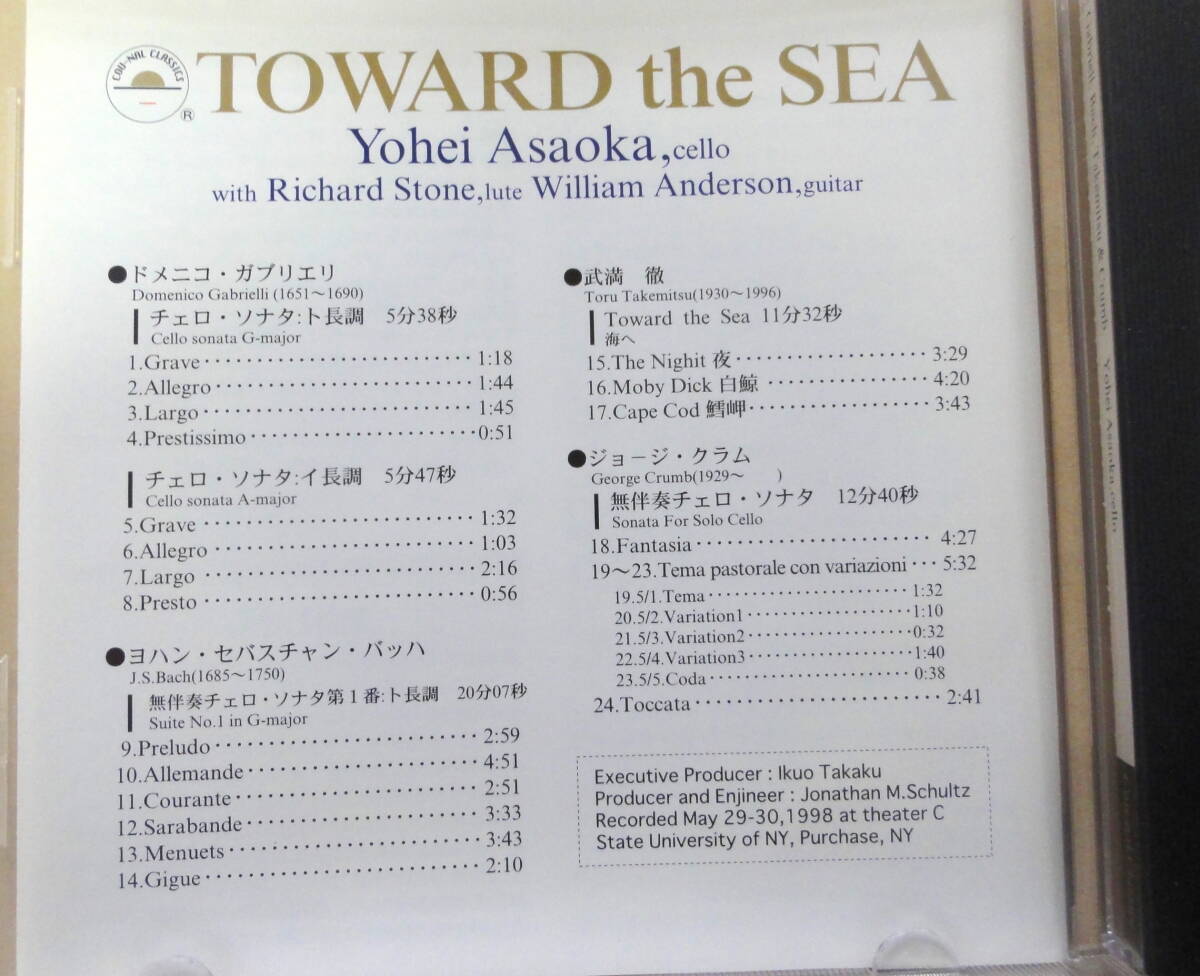 COU-NAL CLASSICS
®
TOWARD the SEA
Yohei Asaoka,cello
with Richard Stone,lute William Anderson,guitar
●ドメニコ・ガブリエリ
Domenico Gabrielli (1651〜1690)
チェロ・ソナタ:ト長調 5分38秒
Cello sonata G-major
1.Grave 1:18
2.Allegro 1:44
3.Largo 1:45
4.Prestissimo 0:51
チェロ・ソナタ:イ長調 5分47秒
Cello sonata A-major
5.Grave 1:32
6.Allegro 1:03
7.Largo 2:16
8.Presto 0:56
●ヨハン・セバスチャン・バッハ
J.S.Bach(1685〜1750)
無伴奏チェロ・ソナタ第1番:ト長調 20分07秒
Suite No.1 in G-major
9.Preludo 2:59
10.Allemande 4:51
11.Courante 2:51
12.Sarabande 3:33
13.Menuets 3:43
14.Gigue 2:10
●武満 徹
Toru Takemitsu(1930〜1996)
Toward the Sea 11分32秒
海へ
15.The Nighit 夜 3:29
16.Moby Dick 白鯨 4:20
17.Cape Cod 鱈岬 3:43
●ジョージ・クラム
George Crumb(1929〜 )
無伴奏チェロ・ソナタ 12分40秒
Sonata For Solo Cello
18.Fantasia 4:27
19〜23.Tema pastorale con variazioni 5:32
19.5/1.Tema 1:32
20.5/2.Variation1 1:10
21.5/3.Variation2 0:32
22.5/4.Variation3 1:40
23.5/5.Coda 0:38
24.Toccata 2:41
Executive Producer : Ikuo Takaku
Producer and Enjineer : Jonathan M.Schultz
Recorded May 29-30,1998 at theater C
State University of NY, Purchase, NY
Gabrielli, Bach, Takemitsu & Crumb Yohei Asaoka,cello